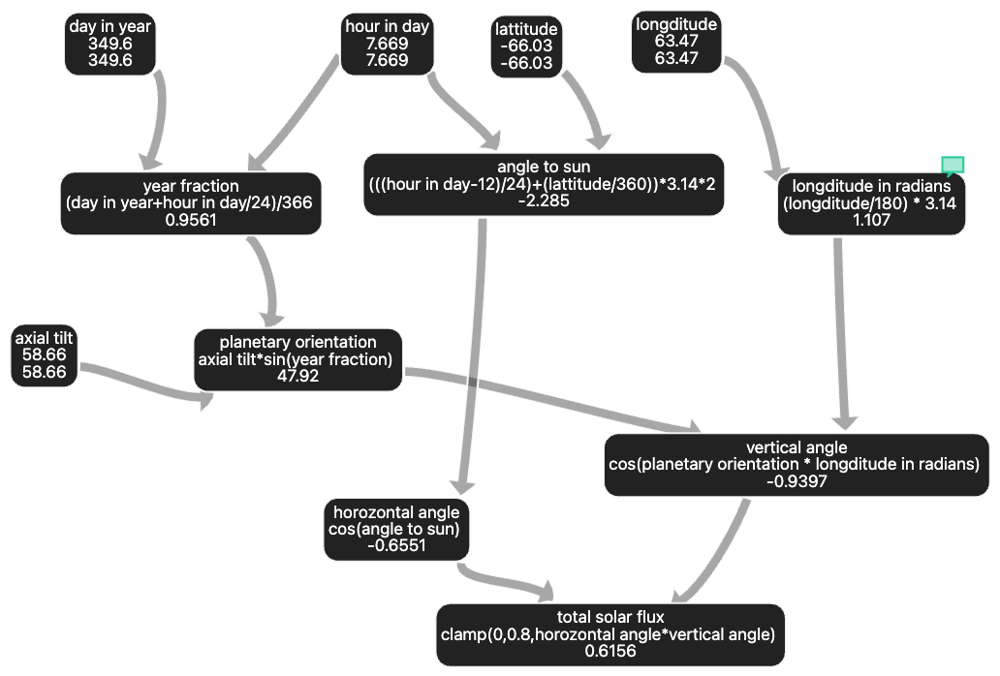 day in year
349.6
349.6
hour in day
7.669
7.669
lattitude
-66.03
-66.03
longditude
63.47
63.47
year fraction
(day in year+hour in day/24)/366
0.9561
angle to sun
(((hour in day-12)/24)+(lattitude/360))*3.14*2
-2.285
longditude in radians
(longditude/180) * 3.14
1.107
axial tilt
58.66
58.66
planetary orientation
axial tilt*sin(year fraction)
47.92
vertical angle
cos(planetary orientation * longditude in radians)
-0.9397
horozontal angle
cos(angle to sun)
-0.6551
total solar flux
clamp(0,0.8,horozontal angle*vertical angle)
0.6156